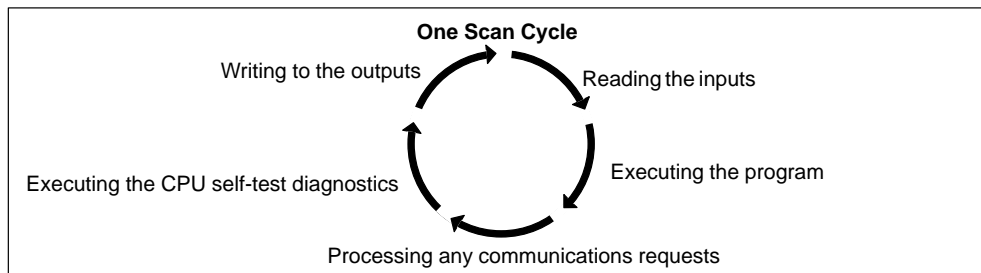 One Scan Cycle
Writing to the outputs
Reading the inputs
Executing the program
Executing the CPU self-test diagnostics
Processing any communications requests